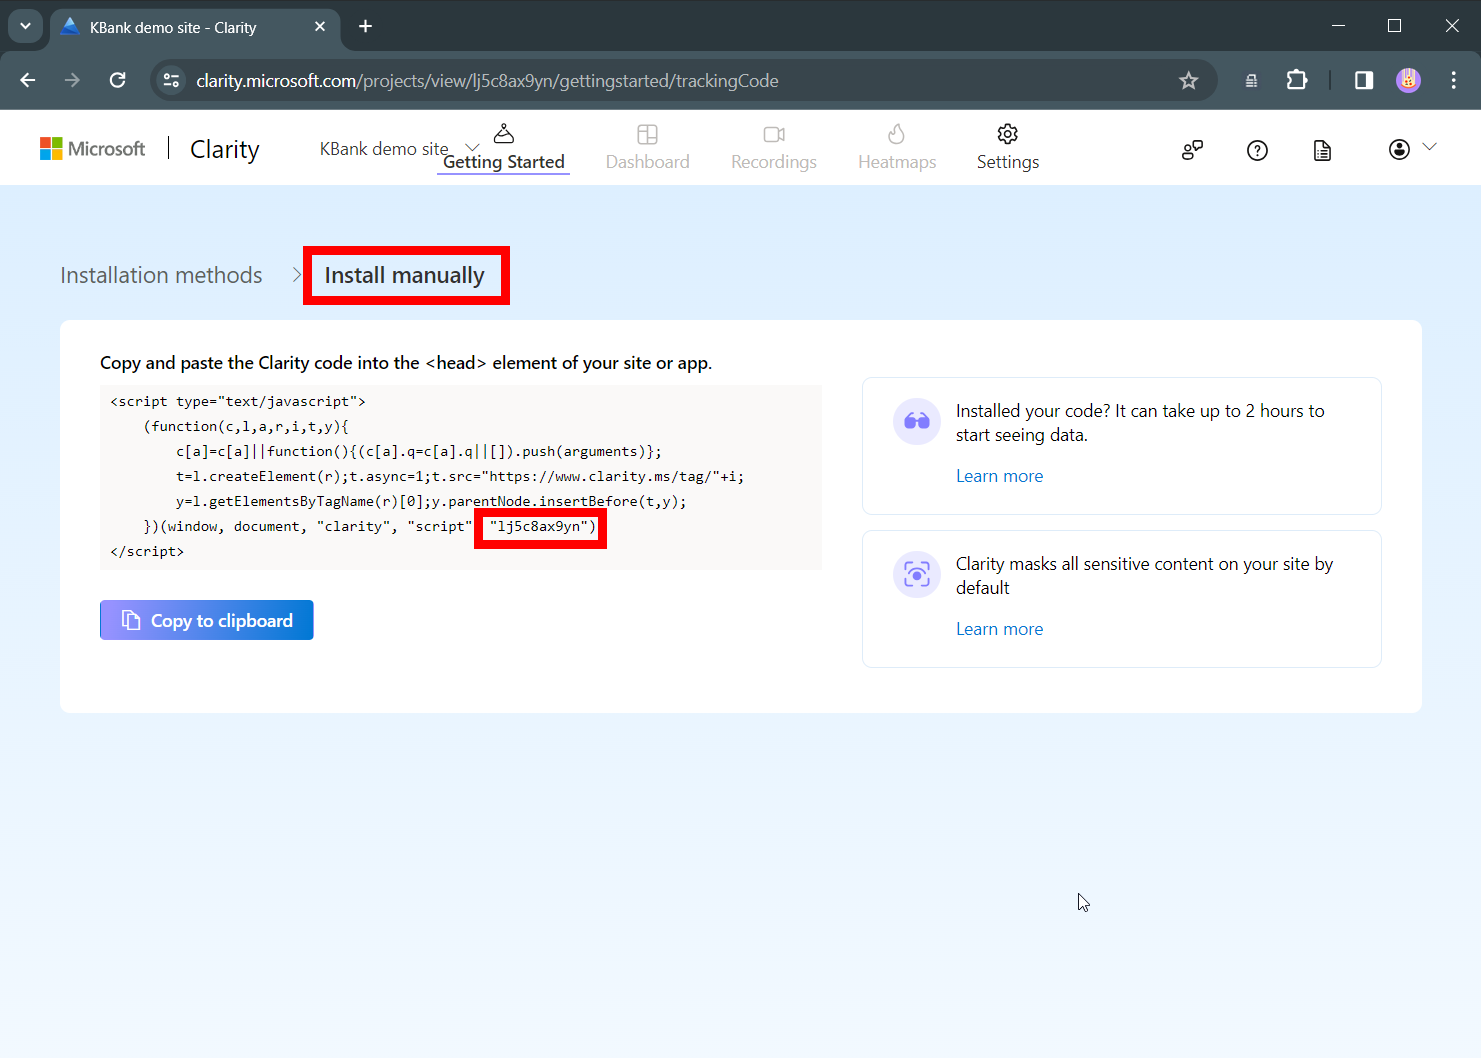 KBank demo site - Clarity
clarity.microsoft.com/projects/view/lj5c8ax9yn/gettingstarted/trackingCode
Microsoft
Clarity
KBank demo site
Getting Started
Dashboard
Recordings
Heatmaps
Settings
Installation methods
Install manually
Copy and paste the Clarity code into the <head> element of your site or app.
<script type="text/javascript">
(function(c,l,a,r,i,t,y){
c[a]=c[a]||function(){(c[a].q=c[a].q||[]).push(arguments)};
t=l.createElement(r);t.async=1;t.src="https://www.clarity.ms/tag/"+i;
y=l.getElementsByTagName(r)[0];y.parentNode.insertBefore(t,y);
})(window, document, "clarity", "script" "lj5c8ax9yn")
</script>
Copy to clipboard
Installed your code? It can take up to 2 hours to
start seeing data.
Learn more
Clarity masks all sensitive content on your site by
default
Learn more